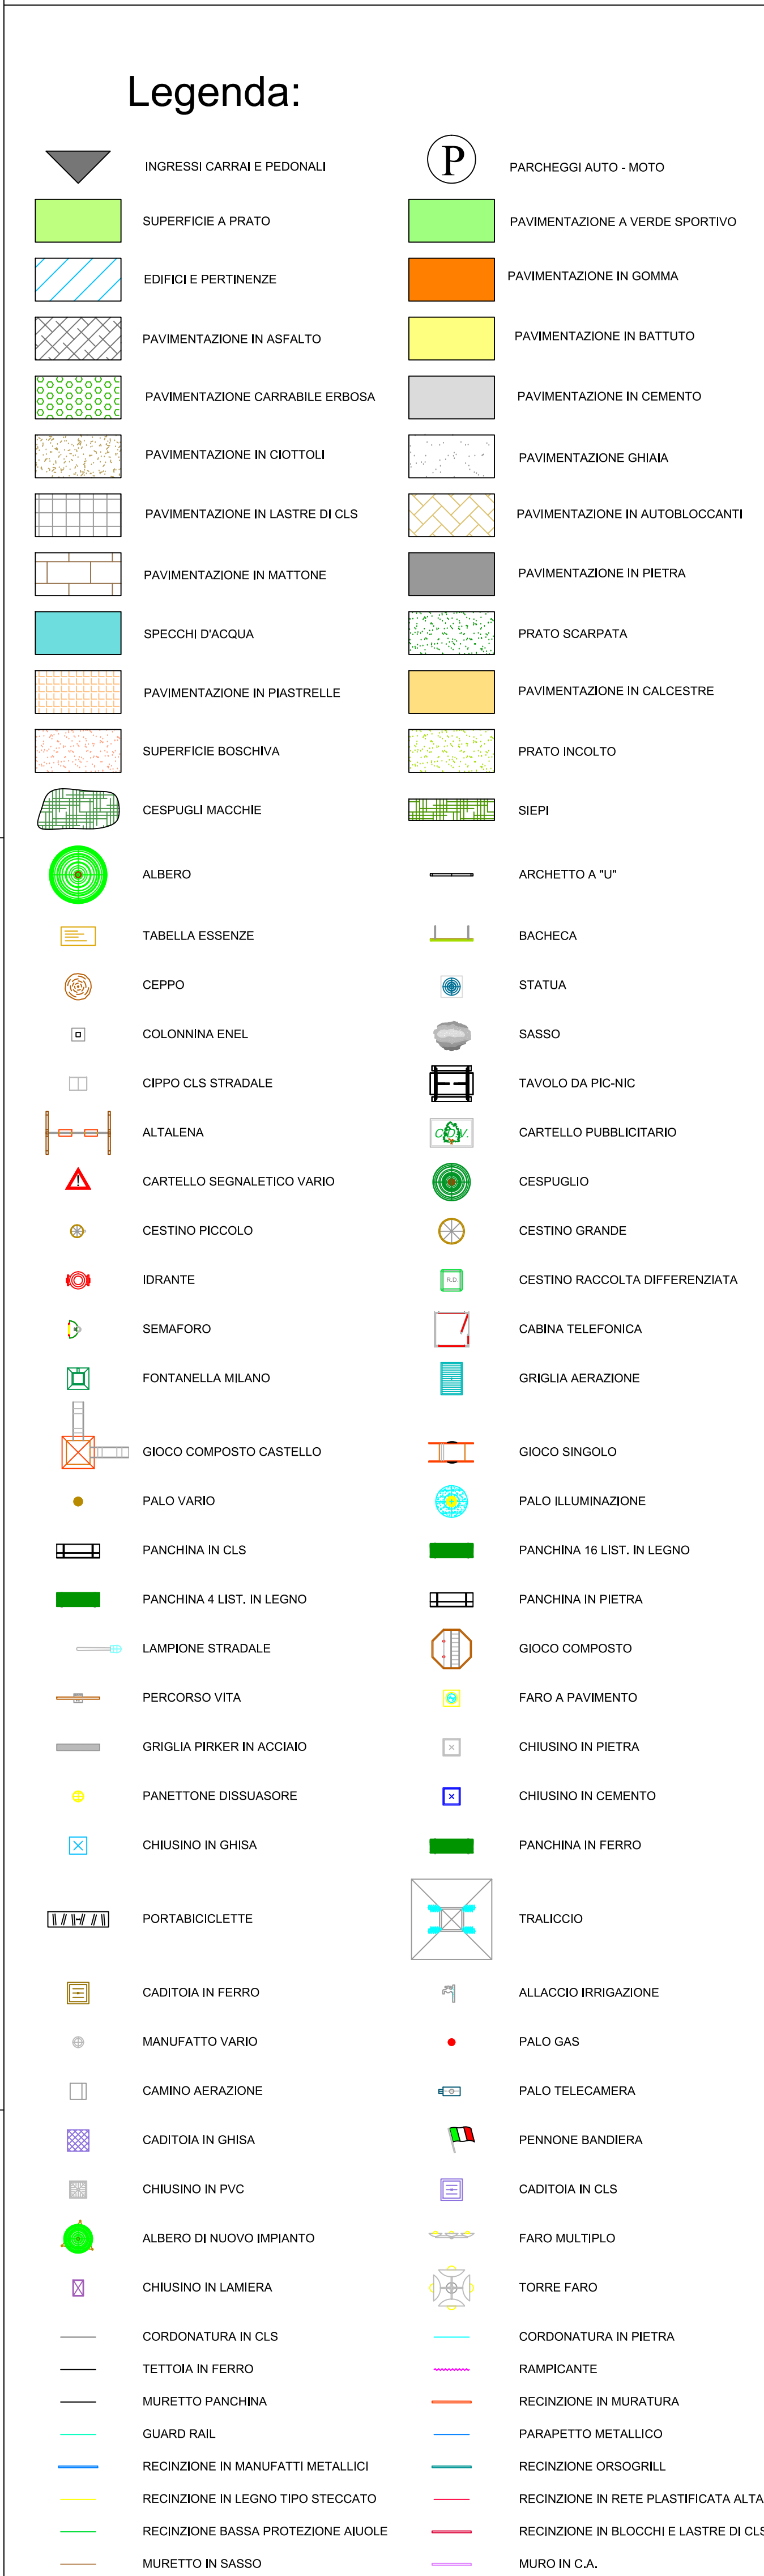 Legenda:
INGRESSI CARRAI E PEDONALI
P
PARCHEGGI AUTO - MOTO
SUPERFICIE A PRATO
PAVIMENTAZIONE A VERDE SPORTIVO
EDIFICI E PERTINENZE
PAVIMENTAZIONE IN GOMMA
PAVIMENTAZIONE IN ASFALTO
PAVIMENTAZIONE IN BATTUTO
PAVIMENTAZIONE CARRABILE ERBOSA
PAVIMENTAZIONE IN CEMENTO
PAVIMENTAZIONE IN CIOTTOLI
PAVIMENTAZIONE GHIAIA
PAVIMENTAZIONE IN LASTRE DI CLS
PAVIMENTAZIONE IN AUTOBLOCCANTI
PAVIMENTAZIONE IN MATTONE
PAVIMENTAZIONE IN PIETRA
SPECCHI D'ACQUA
PRATO SCARPATA
PAVIMENTAZIONE IN PIASTRELLE
PAVIMENTAZIONE IN CALCESTRE
SUPERFICIE BOSCHIVA
PRATO INCOLTO
CESPUGLI MACCHIE
SIEPI
ALBERO
ARCHETTO A "U"
TABELLA ESSENZE
BACHECA
CEPPO
STATUA
COLONNINA ENEL
SASSO
CIPPO CLS STRADALE
TAVOLO DA PIC-NIC
ALTALENA
CARTELLO PUBBLICITARIO
CARTELLO SEGNALETICO VARIO
CESPUGLIO
CESTINO PICCOLO
CESTINO GRANDE
IDRANTE
R.D
CESTINO RACCOLTA DIFFERENZIATA
SEMAFORO
CABINA TELEFONICA
FONTANELLA MILANO
GRIGLIA AERAZIONE
GIOCO COMPOSTO CASTELLO
GIOCO SINGOLO
PALO VARIO
PALO ILLUMINAZIONE
PANCHINA IN CLS
PANCHINA 16 LIST. IN LEGNO
PANCHINA 4 LIST. IN LEGNO
PANCHINA IN PIETRA
LAMPIONE STRADALE
GIOCO COMPOSTO
PERCORSO VITA
FARO A PAVIMENTO
GRIGLIA PIRKER IN ACCIAIO
CHIUSINO IN PIETRA
PANETTONE DISSUASORE
CHIUSINO IN CEMENTO
CHIUSINO IN GHISA
PANCHINA IN FERRO
PORTABICICLETTE
TRALICCIO
CADITOIA IN FERRO
ALLACCIO IRRIGAZIONE
MANUFATTO VARIO
PALO GAS
CAMINO AERAZIONE
PALO TELECAMERA
CADITOIA IN GHISA
PENNONE BANDIERA
CHIUSINO IN PVC
CADITOIA IN CLS
ALBERO DI NUOVO IMPIANTO
FARO MULTIPLO
CHIUSINO IN LAMIERA
TORRE FARO
CORDONATURA IN CLS
CORDONATURA IN PIETRA
TETTOIA IN FERRO
RAMPICANTE
MURETTO PANCHINA
RECINZIONE IN MURATURA
GUARD RAIL
PARAPETTO METALLICO
RECINZIONE IN MANUFATTI METALLICI
RECINZIONE ORSOGRILL
RECINZIONE IN LEGNO TIPO STECCATO
RECINZIONE IN RETE PLASTIFICATA ALTA
RECINZIONE BASSA PROTEZIONE AIUOLE
RECINZIONE IN BLOCCHI E LASTRE DI CLS
MURETTO IN SASSO
MURO IN C.A.